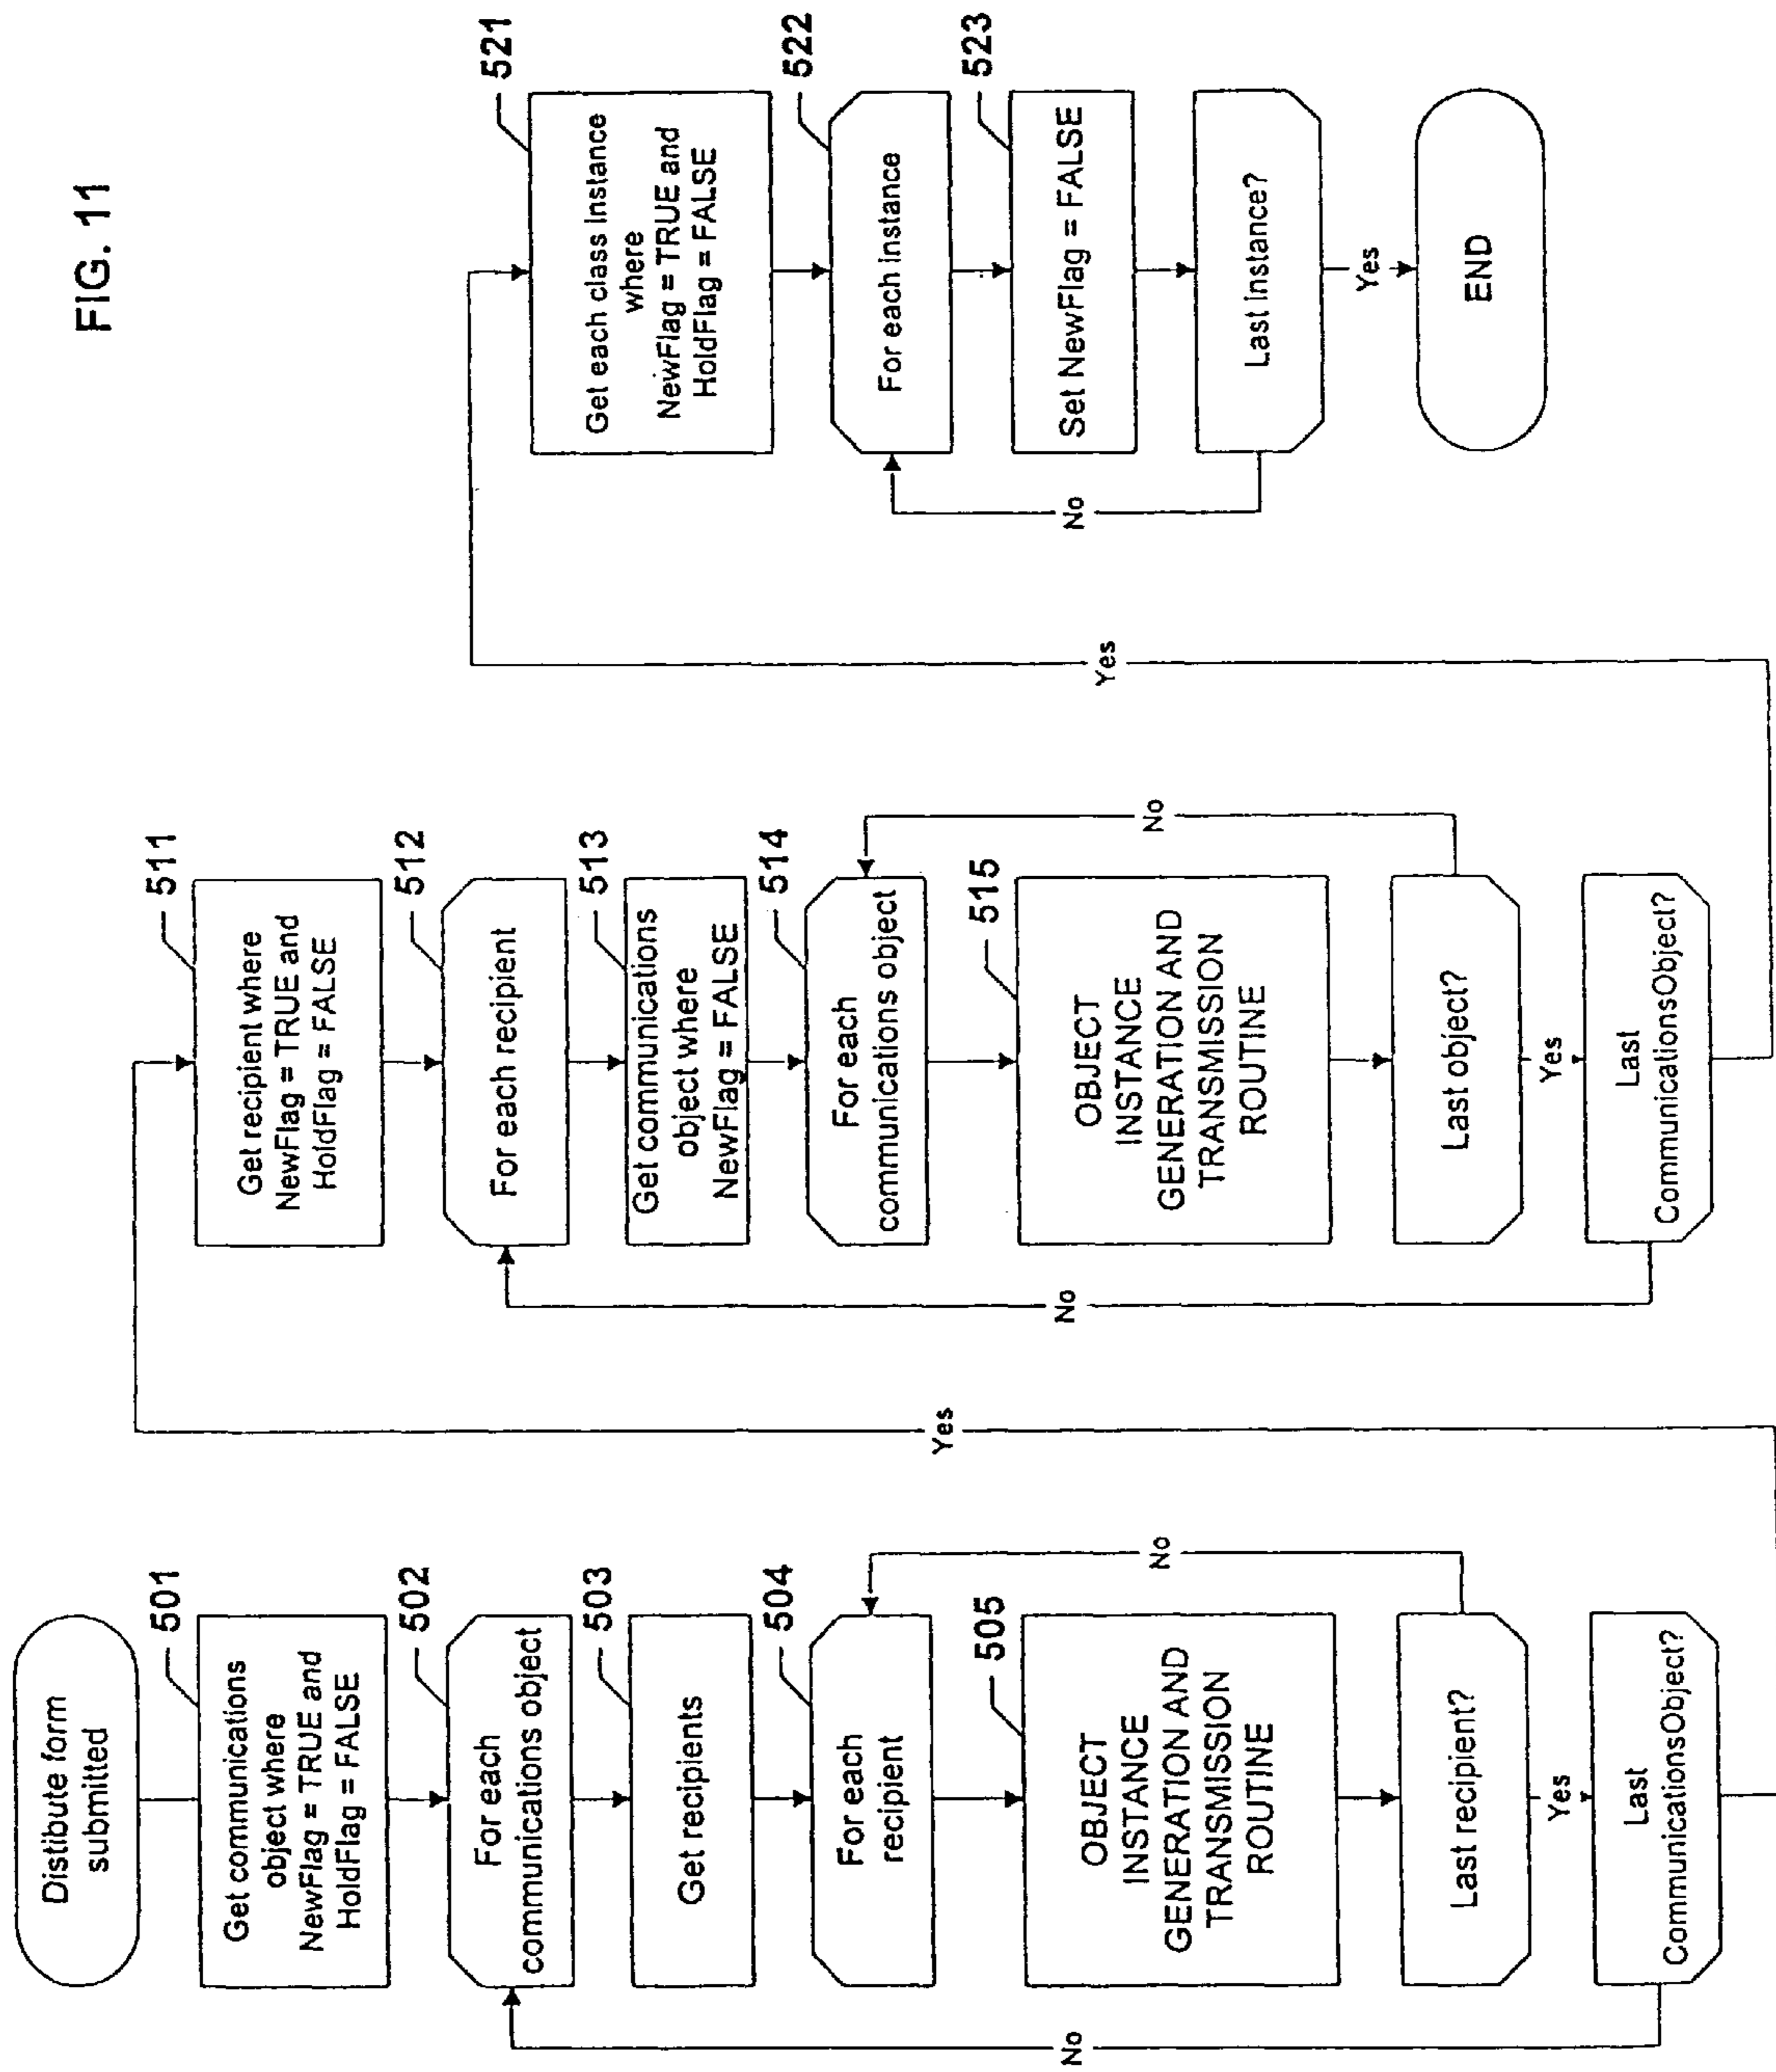 FIG. 11
Distibute form
submitted
501
Get communications
object where
NewFlag = TRUE and
HoldFlag = FALSE
502
For each
communications object
503
Get recipients
504
For each
recipient
505
OBJECT
INSTANCE
GENERATION AND
TRANSMISSION
ROUTINE
Last recipient?
No
Yes
Last
CommunicationsObject?
No
Yes
511
Get recipient where
NewFlag = TRUE and
HoldFlag = FALSE
512
For each recipient
513
Get communications
object where
NewFlag = FALSE
514
For each
communications object
515
OBJECT
INSTANCE
GENERATION AND
TRANSMISSION
ROUTINE
Last object?
No
Yes
Last
CommunicationsObject?
No
Yes
521
Get each class instance
where
NewFlag = TRUE and
HoldFlag = FALSE
522
For each instance
523
Set NewFlag = FALSE
Last instance?
No
Yes
END